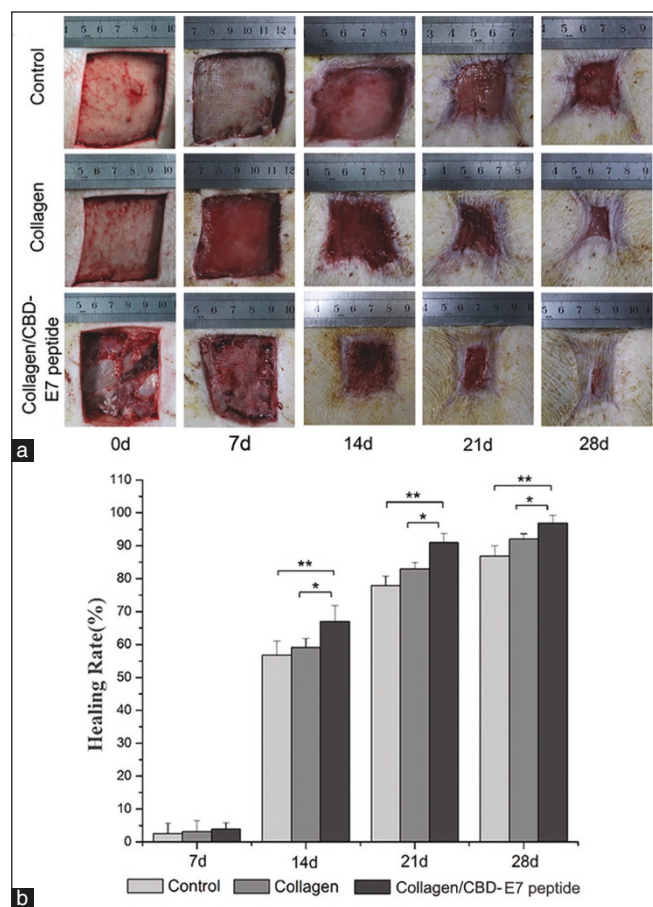 Control
Collagen
Collagen/CBD-
E7 peptide
0d 7d 14d 21d 28d
a
110
100
90
80
70
60
50
40
30
20
10
0
Healing Rate(%)
** * ** * ** *
7d 14d 21d 28d
Control Collagen Collagen/CBD-E7 peptide
b